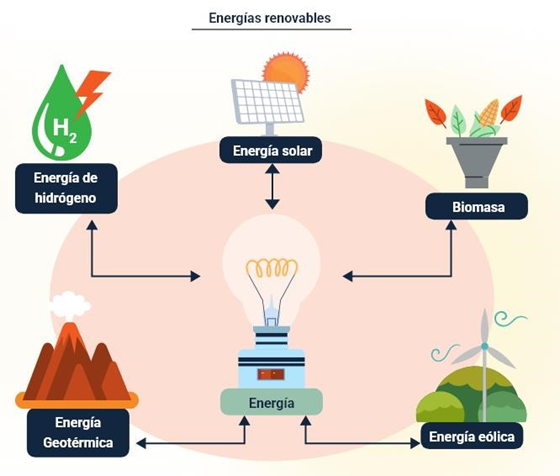 Energías renovables
H2
Energía de
hidrógeno
Energía solar
Biomasa
Energía
Energía
Geotérmica
Energía eólica